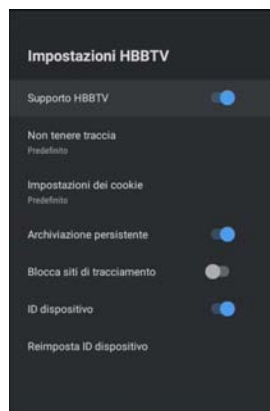 Impostazioni HBBTV
Supporto HBBTV
Non tenere traccia
Predefinito
Impostazioni dei cookie
Predefinito
Archiviazione persistente
Blocca siti di tracciamento
ID dispositivo
Reimposta ID dispositivo